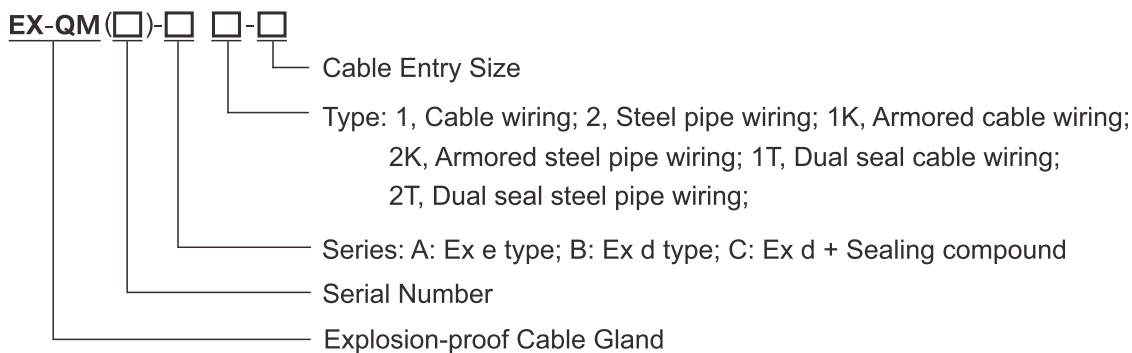 EX-QM(□)-□ □-□
Cable Entry Size
Type: 1, Cable wiring; 2, Steel pipe wiring; 1K, Armored cable wiring;
2K, Armored steel pipe wiring; 1T, Dual seal cable wiring;
2T, Dual seal steel pipe wiring;
Series: A: Ex e type; B: Ex d type; C: Ex d + Sealing compound
Serial Number
Explosion-proof Cable Gland